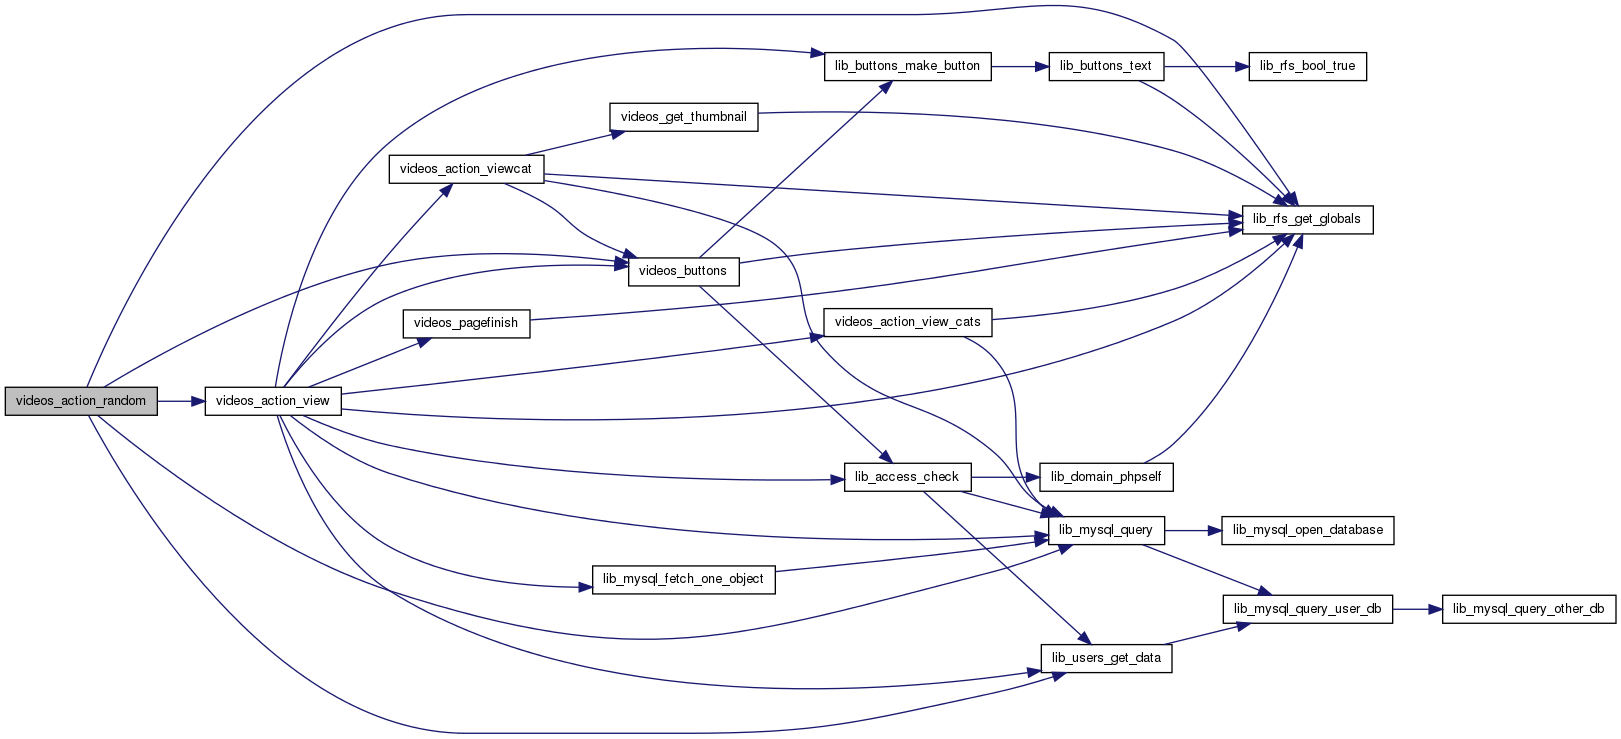 lib_buttons_make_button
lib_buttons_text
lib_rfs_bool_true
videos_get_thumbnail
videos_action_viewcat
lib_rfs_get_globals
videos_buttons
videos_pagefinish
videos_action_view_cats
videos_action_random
videos_action_view
lib_access_check
lib_domain_phpself
lib_mysql_query
lib_mysql_open_database
lib_mysql_fetch_one_object
lib_mysql_query_user_db
lib_mysql_query_other_db
lib_users_get_data